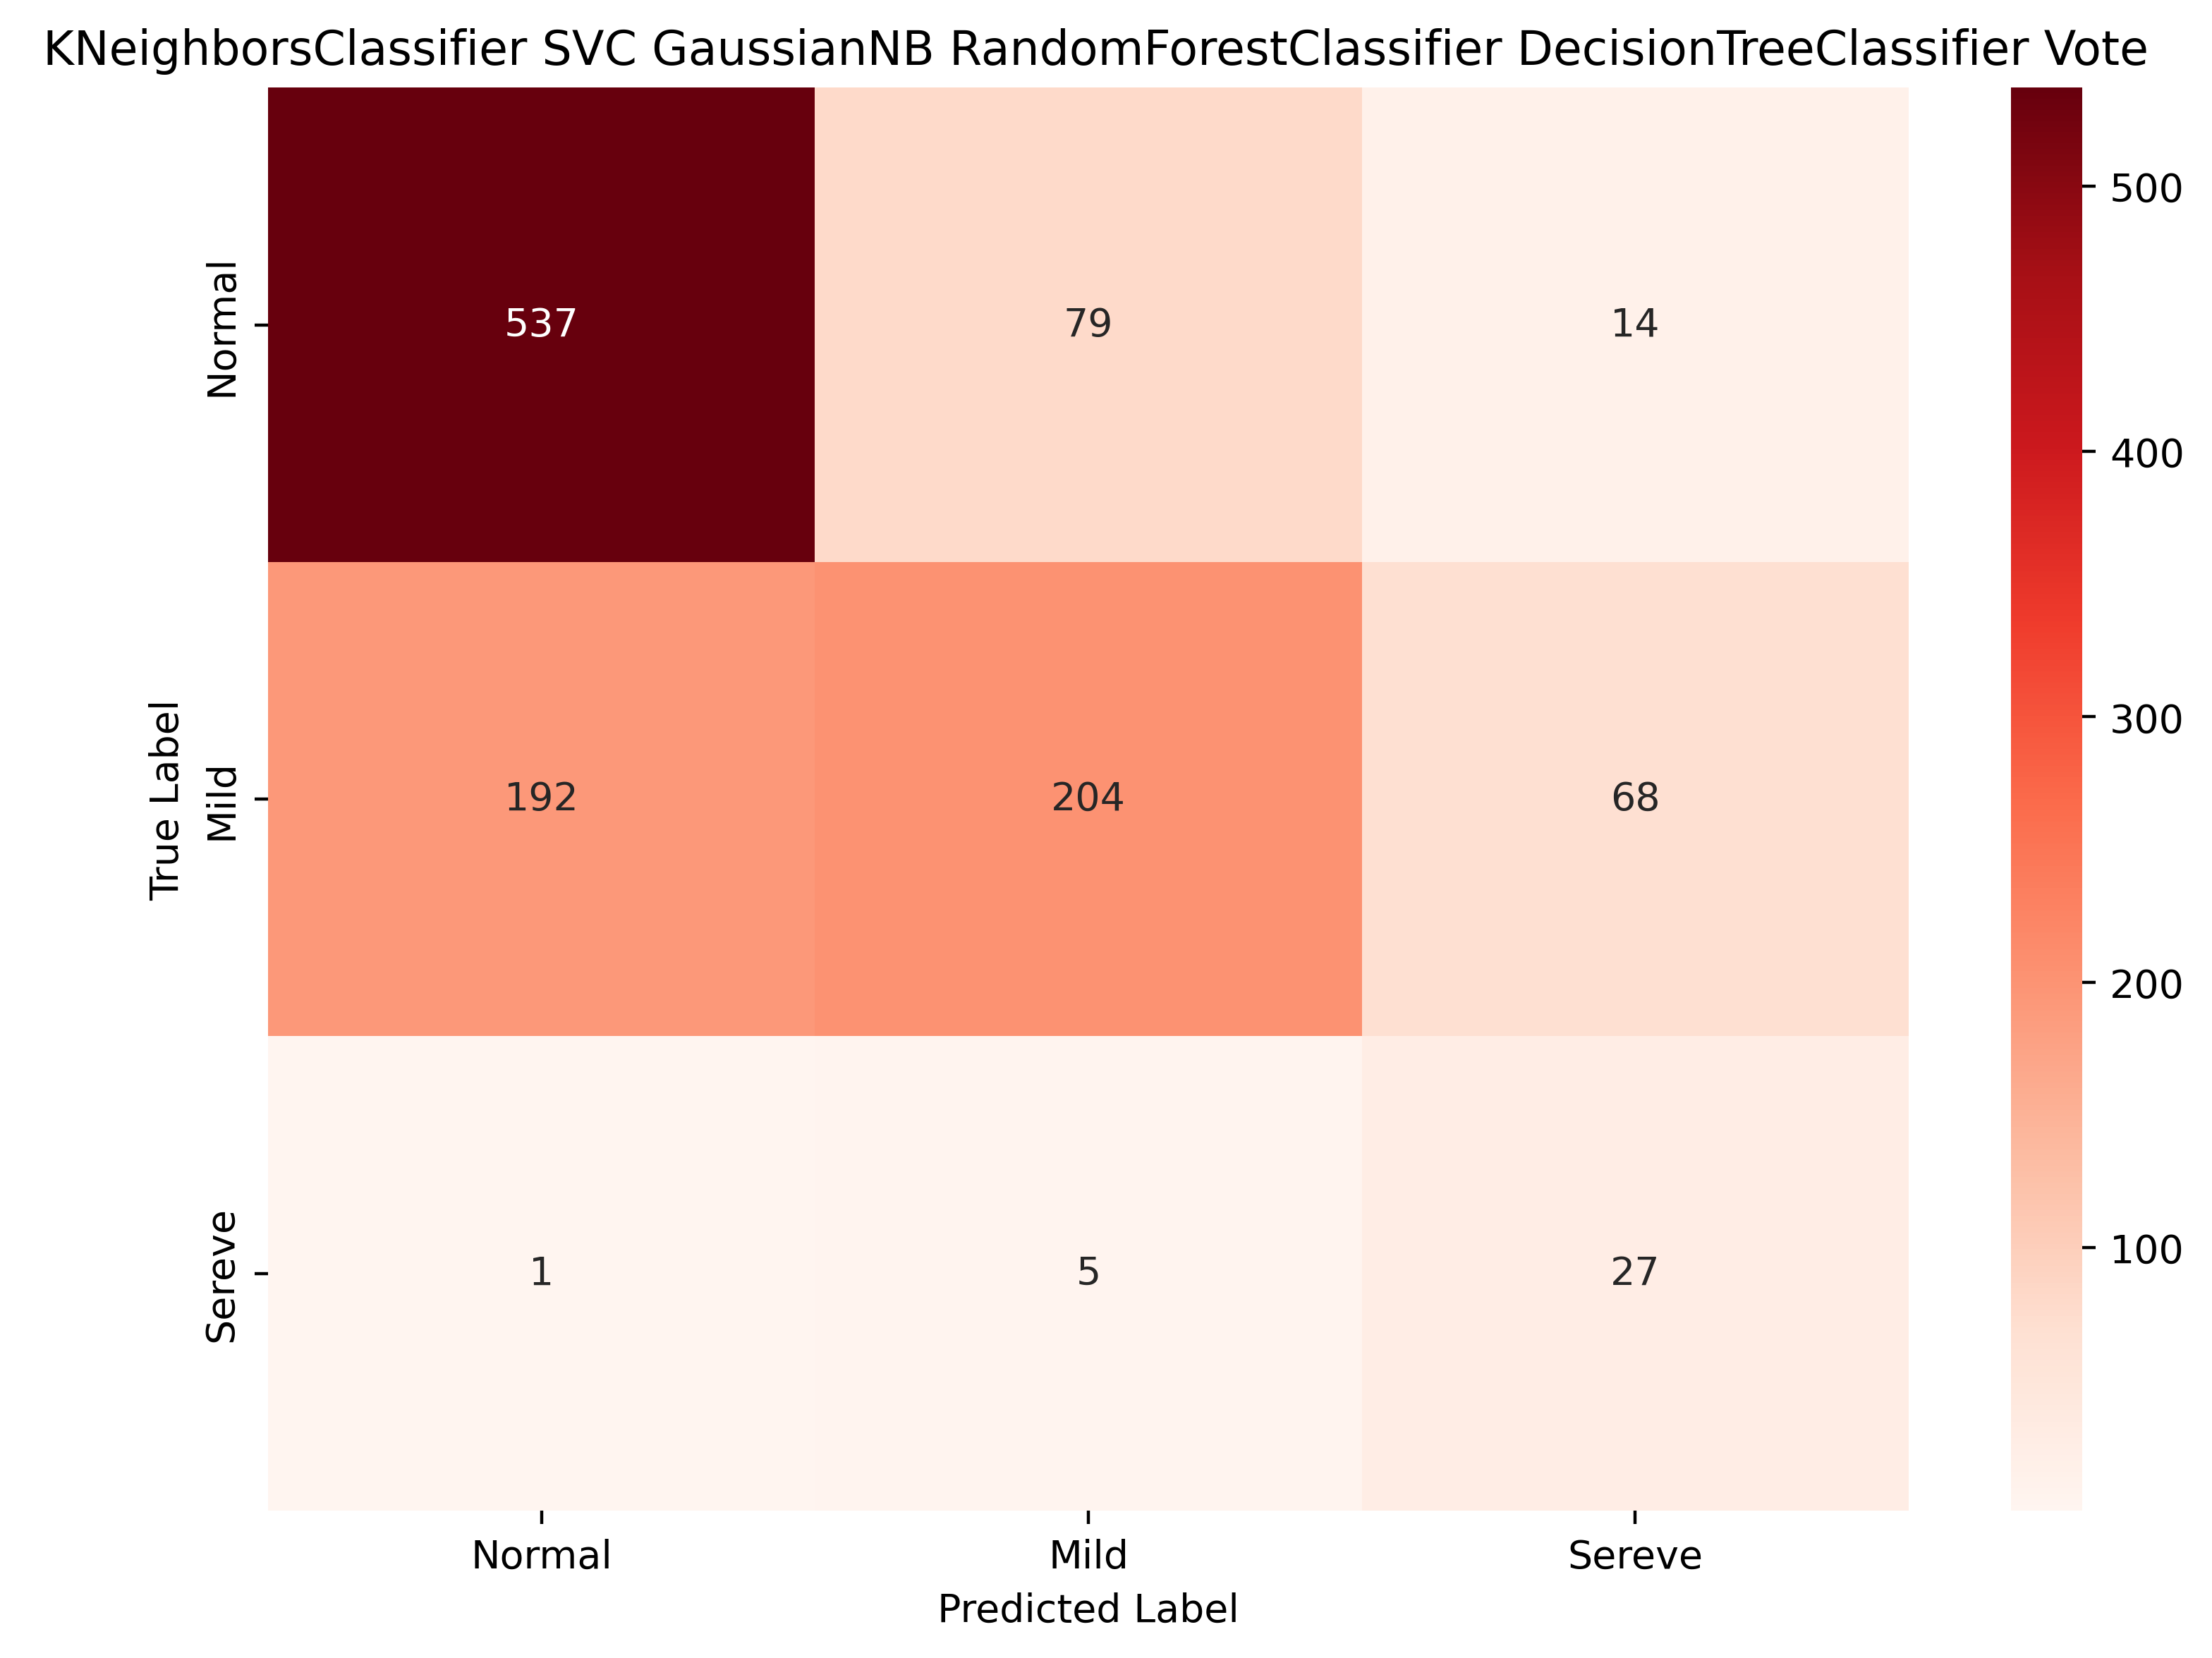 KNeighborsClassifier SVC GaussianNB RandomForestClassifier DecisionTreeClassifier Vote
True Label
Normal
537 79 14
Mild
192 204 68
Sereve
1 5 27
Normal Mild Sereve
Predicted Label
500
400
300
200
100